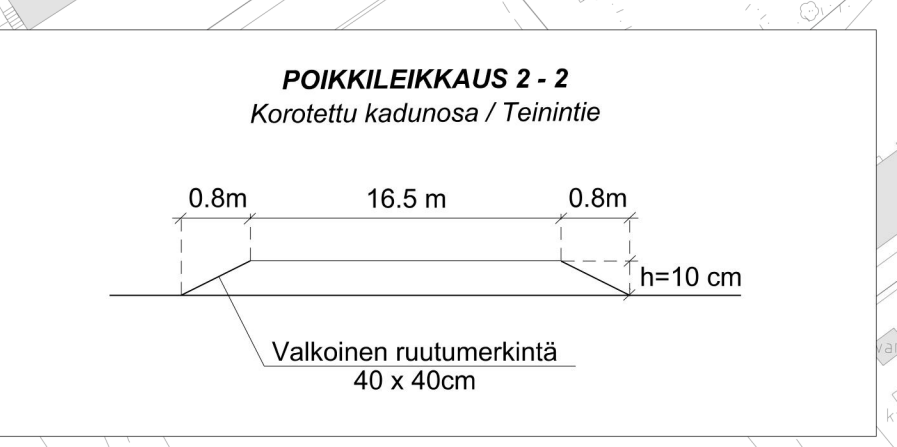 POIKKILEIKKAUS 2 - 2
Korotettu kadunosa / Teinintie
0.8m 16.5 m 0.8m
h=10 cm
Valkoinen ruutumerkintä
40 x 40cm